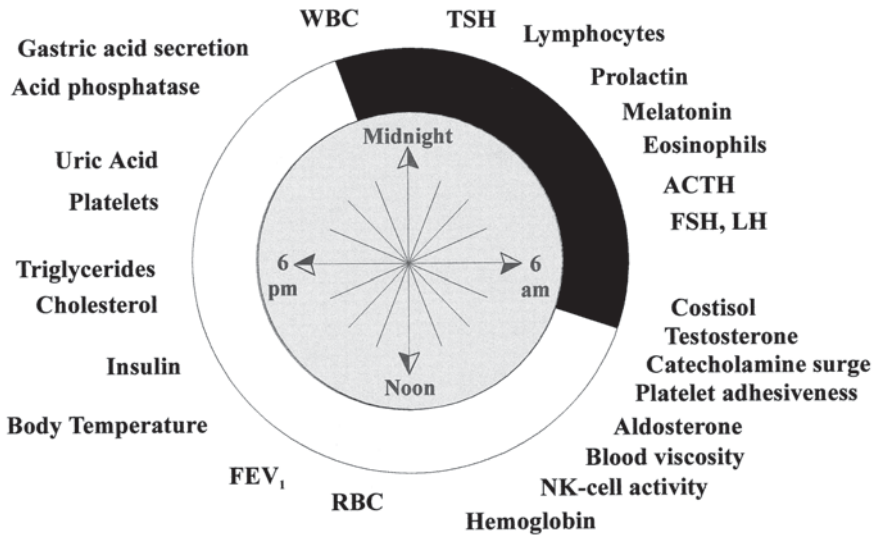 WBC
TSH
Lymphocytes
Gastric acid secretion
Acid phosphatase
Prolactin
Melatonin
Eosinophils
Midnight
Uric Acid
Platelets
ACTH
FSH, LH
6
pm
6
am
Triglycerides
Cholesterol
Costisol
Testosterone
Catecholamine surge
Platelet adhesiveness
Insulin
Noon
Body Temperature
Aldosterone
Blood viscosity
NK-cell activity
Hemoglobin
FEV₁
RBC